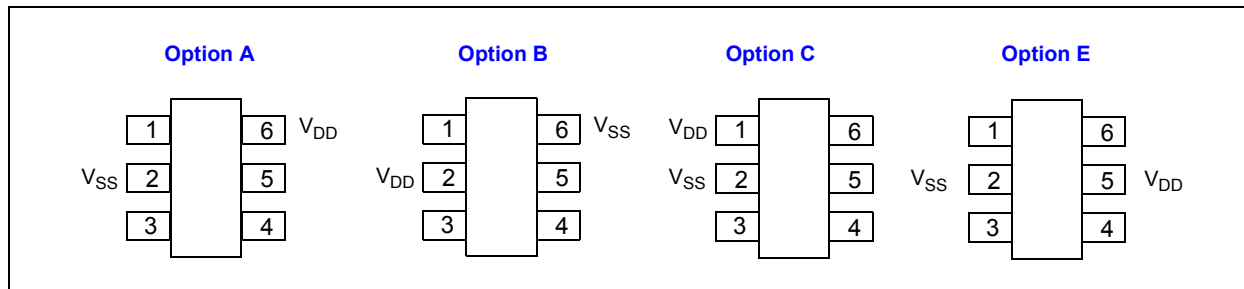 Option A
Option B
Option C
Option E
1 6 VDD
VSS 2 5
3 4
1 6 VSS
VDD 2 5
3 4
VDD 1 6
VSS 2 5
3 4
1 6
VSS 2 5 VDD
3 4